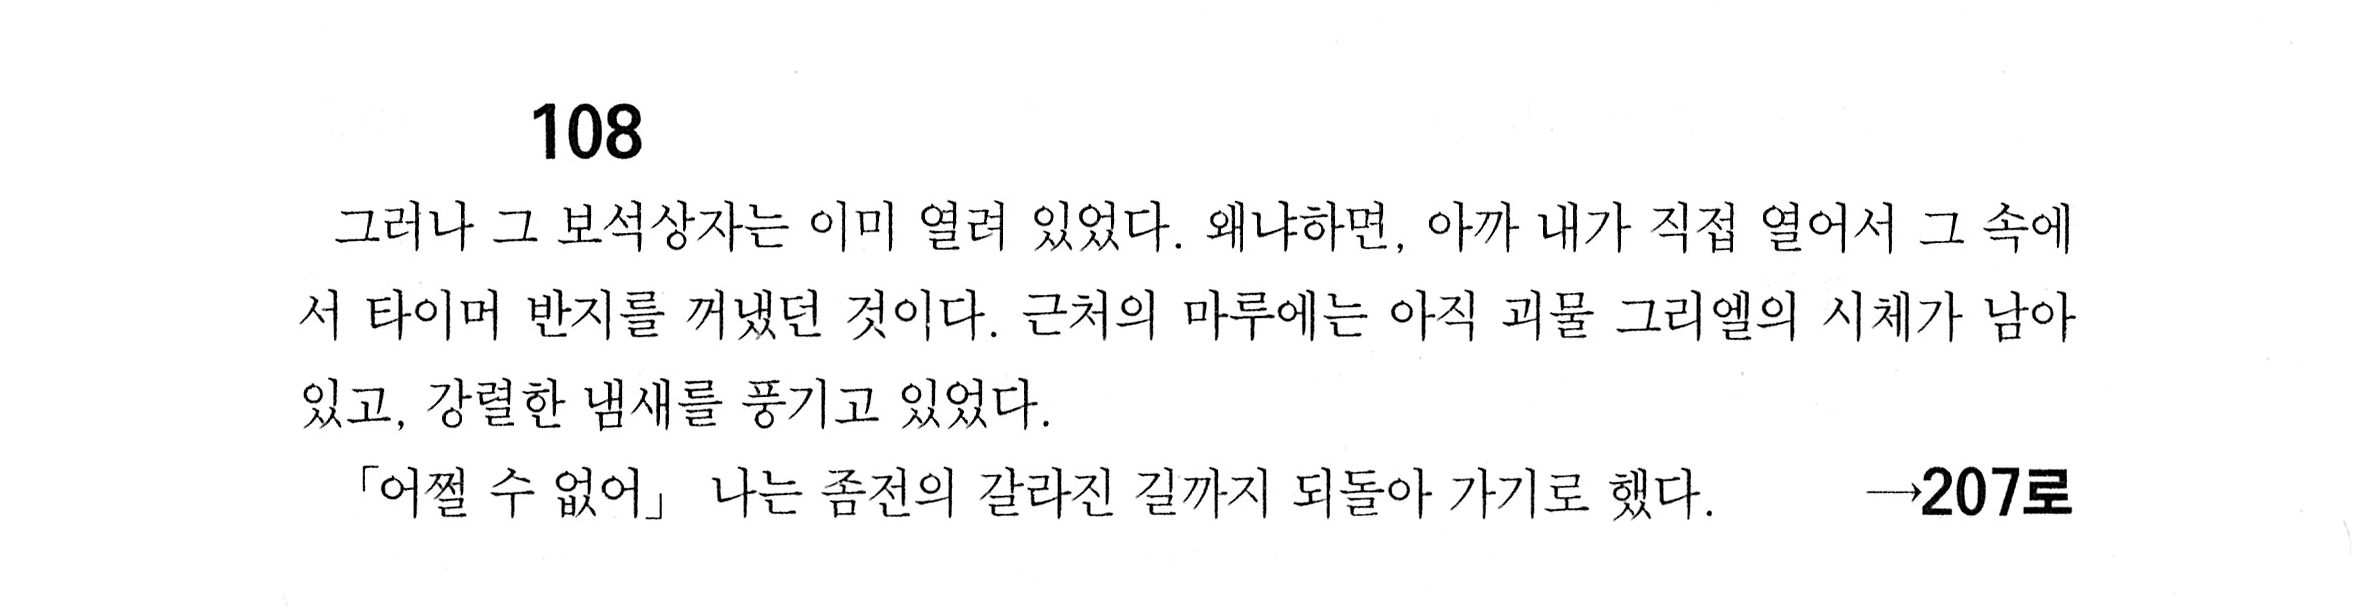 108
그러나 그 보석상자는 이미 열려 있었다. 왜냐하면, 아까 내가 직접 열어서 그 속에
서 타이머 반지를 꺼냈던 것이다. 근처의 마루에는 아직 괴물 그리엘의 시체가 남아
있고, 강렬한 냄새를 풍기고 있었다.
「어쩔 수 없어」 나는 좀전의 갈라진 길까지 되돌아 가기로 했다. →207로